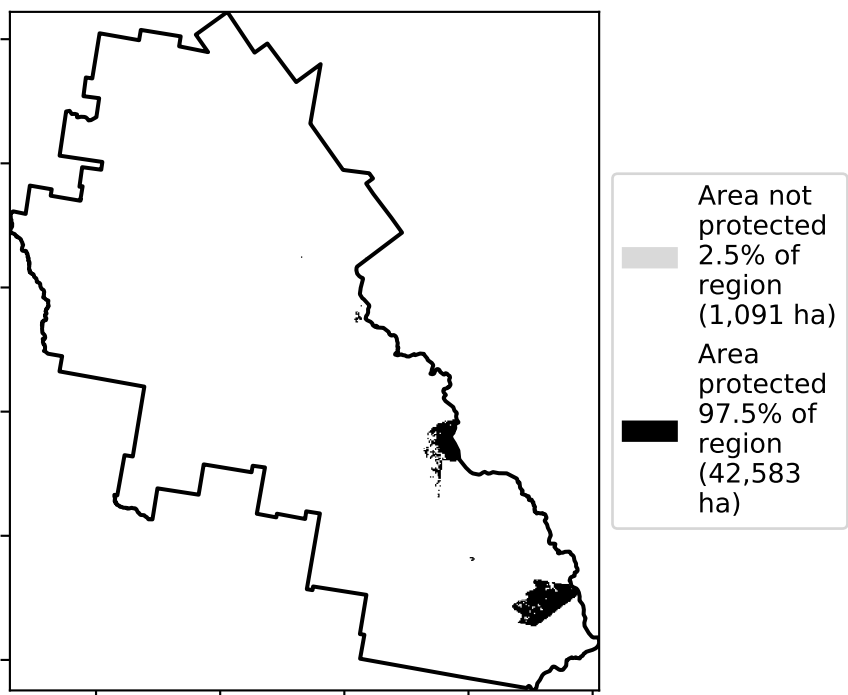 Area not
protected
2.5% of
region
(1,091 ha)
Area
protected
97.5% of
region
(42,583
ha)